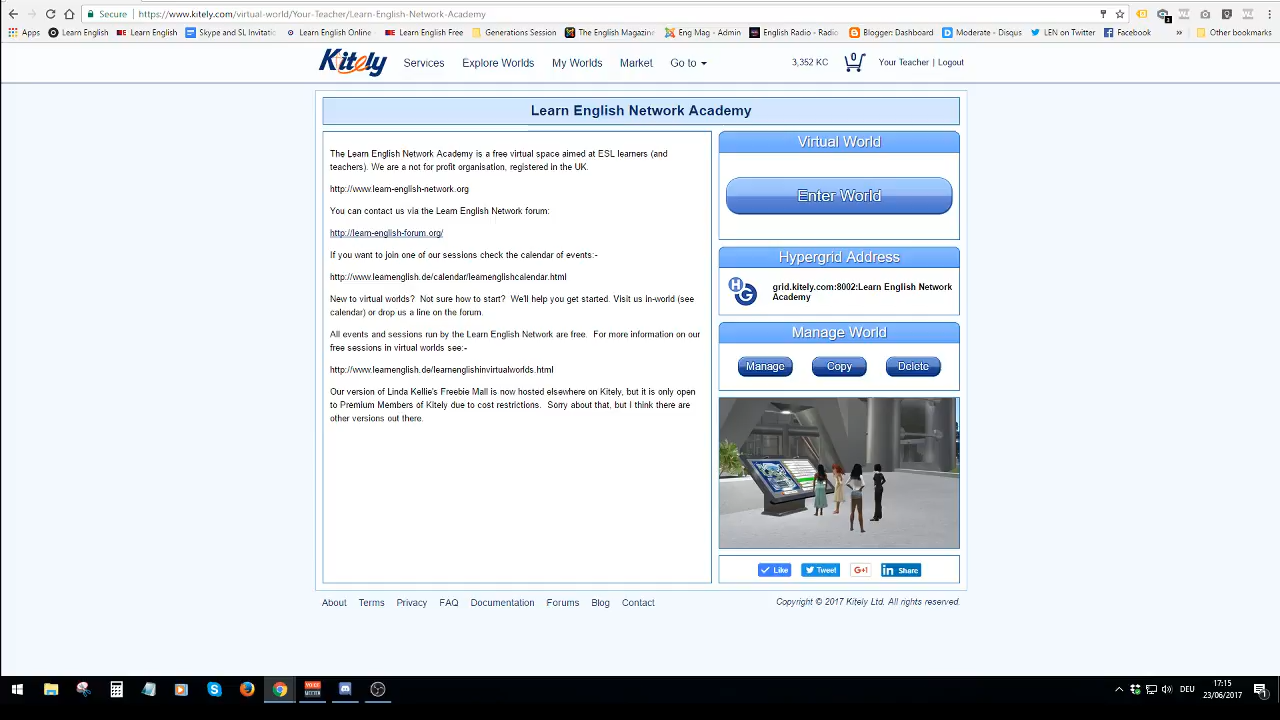 Secure https://www.kitely.com/virtual-world/Your-Teacher/Learn-English-Network-Academy
Apps Learn English Learn English Skype and SL Invitatio Learn English Online Learn English Free Generations Session The English Magazine Eng Mag - Admin English Radio - Radio Blogger: Dashboard Moderate - Disqus LEN on Twitter Facebook » Other bookmarks
Kitely Services Explore Worlds My Worlds Market Go to 3,352 KC 0 Your Teacher | Logout
Learn English Network Academy
The Learn English Network Academy is a free virtual space aimed at ESL learners (and
teachers). We are a not for profit organisation, registered in the UK.
http://www.learn-english-network.org
You can contact us via the Learn English Network forum:
http://learn-english-forum.org/
If you want to join one of our sessions check the calendar of events:-
http://www.learnenglish.de/calendar/learnenglishcalendar.html
New to virtual worlds? Not sure how to start? We'll help you get started. Visit us in-world (see
calendar) or drop us a line on the forum.
All events and sessions run by the Learn English Network are free. For more information on our
free sessions in virtual worlds see:-
http://www.learnenglish.de/learnenglishinvirtualworlds.html
Our version of Linda Kellie's Freebie Mall is now hosted elsewhere on Kitely, but it is only open
to Premium Members of Kitely due to cost restrictions. Sorry about that, but I think there are
other versions out there.
Virtual World
Enter World
Hypergrid Address
H G
grid.kitely.com:8002:Learn English Network
Academy
Manage World
Manage Copy Delete
Like Tweet G+1 in Share
About Terms Privacy FAQ Documentation Forums Blog Contact Copyright © 2017 Kitely Ltd. All rights reserved.
DEU
17:15
23/06/2017